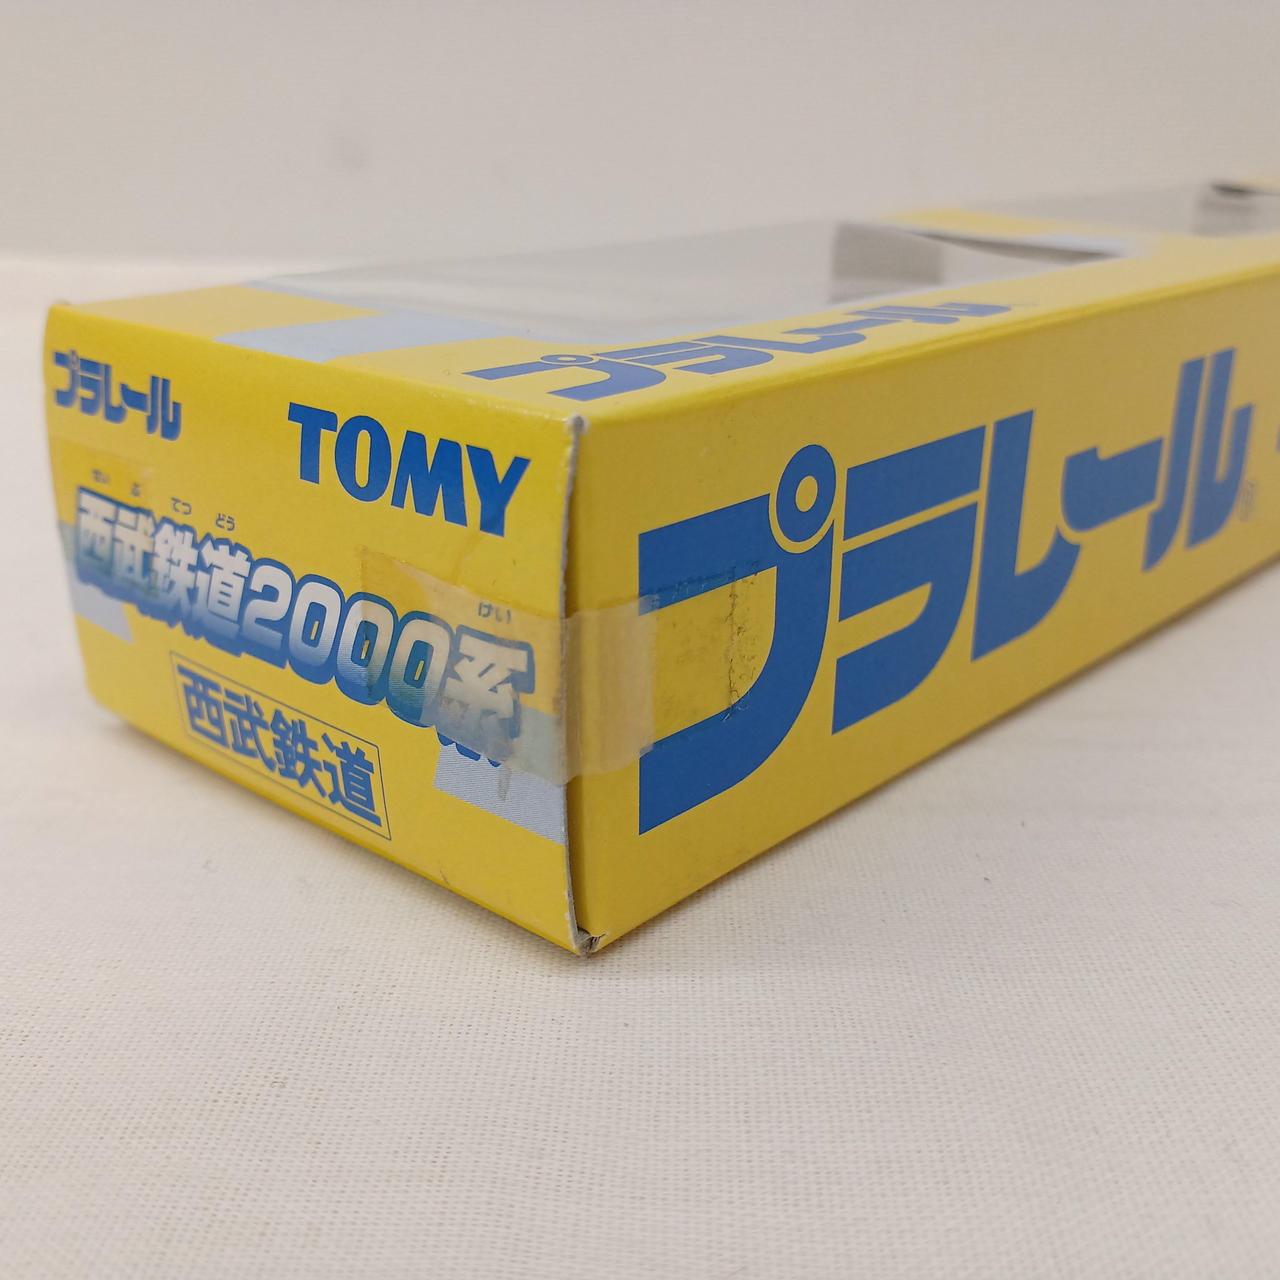 プラレール
TOMY
せいぶてつどう
西武鉄道2000系
けい
西武鉄道
プラレール
プラレール®